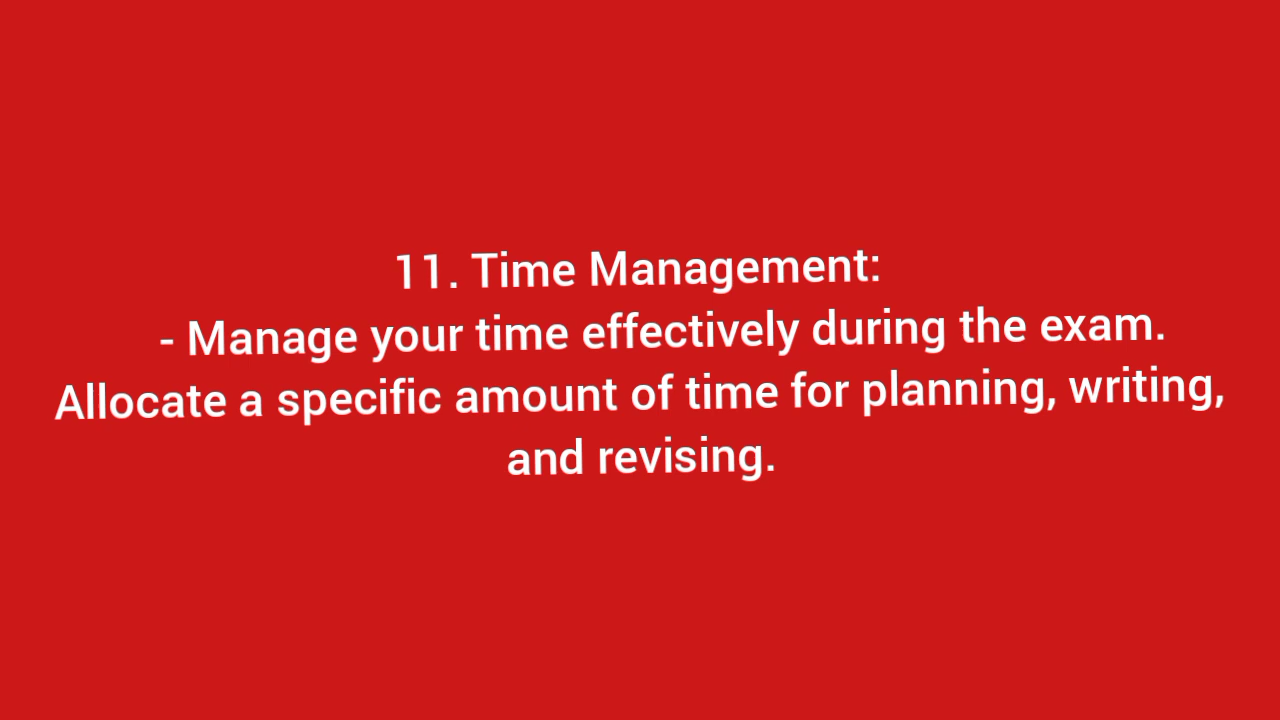 11. Time Management:
- Manage your time effectively during the exam.
Allocate a specific amount of time for planning, writing,
and revising.